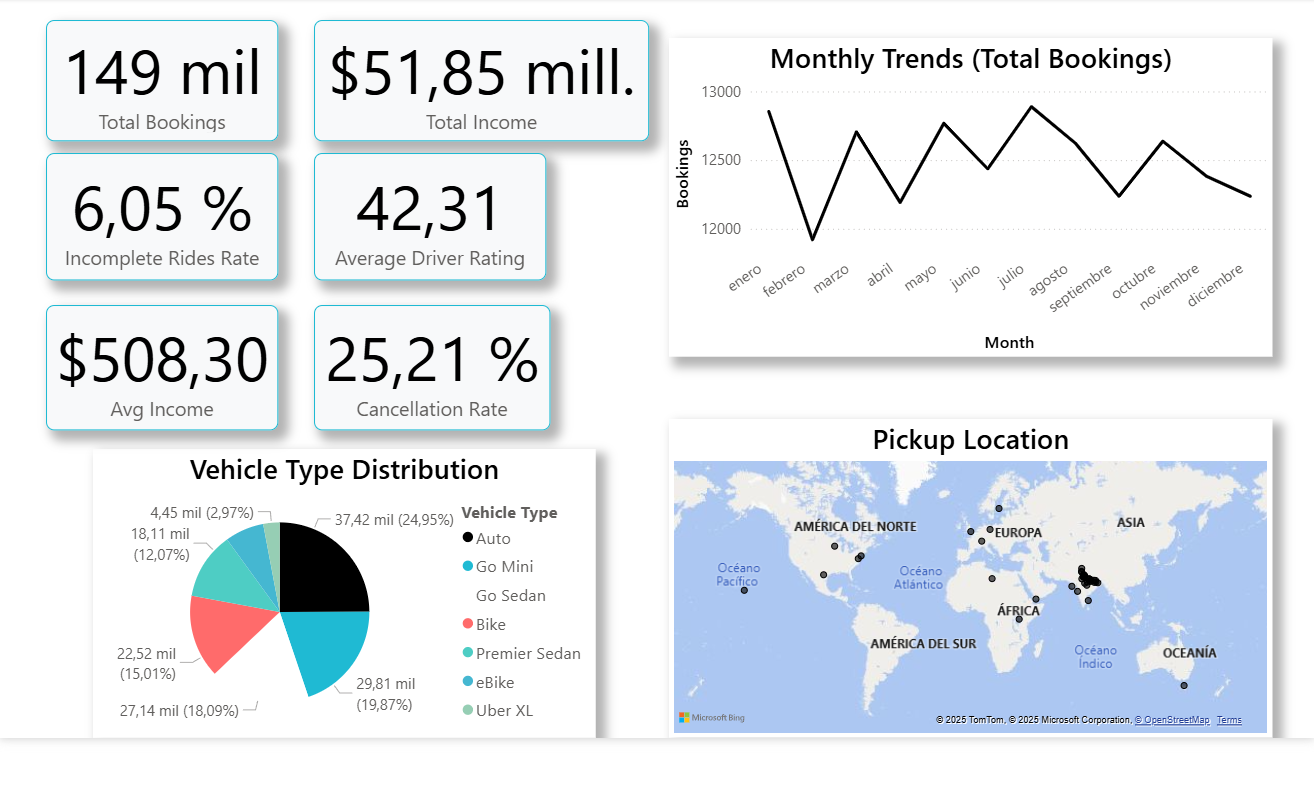 149 mil
Total Bookings
$51,85 mill.
Total Income
6,05 %
Incomplete Rides Rate
42,31
Average Driver Rating
$508,30
Avg Income
25,21 %
Cancellation Rate
Monthly Trends (Total Bookings)
13000
12500
12000
Bookings
enero
febrero
marzo
abril
mayo
junio
julio
agosto
septiembre
octubre
noviembre
diciembre
Month
Vehicle Type Distribution
4,45 mil (2,97%)
18,11 mil
(12,07%)
22,52 mil
(15,01%)
27,14 mil (18,09%)
37,42 mil (24,95%)
29,81 mil
(19,87%)
Vehicle Type
Auto
Go Mini
Go Sedan
Bike
Premier Sedan
eBike
Uber XL
Pickup Location
AMÉRICA DEL NORTE
EUROPA
ASIA
Océano
Pacífico
Océano
Atlántico
ÁFRICA
AMÉRICA DEL SUR
Océano
Índico
OCEANÍA
Microsoft Bing
© 2025 TomTom, © 2025 Microsoft Corporation, © OpenStreetMap Terms